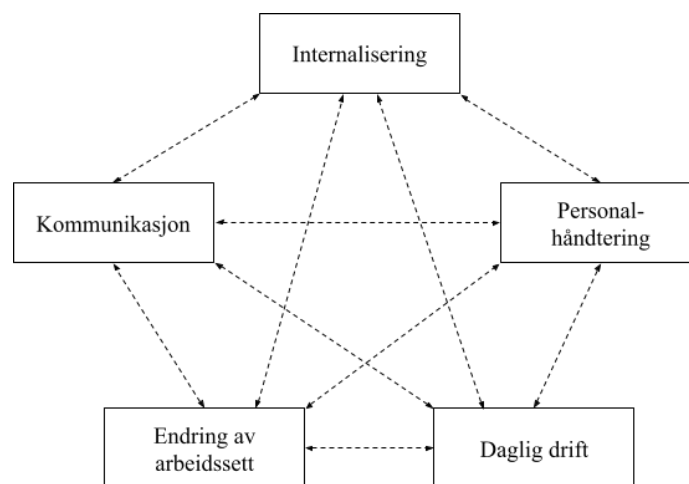 Internalisering
Kommunikasjon
Personal-
håndtering
Endring av
arbeidssett
Daglig drift